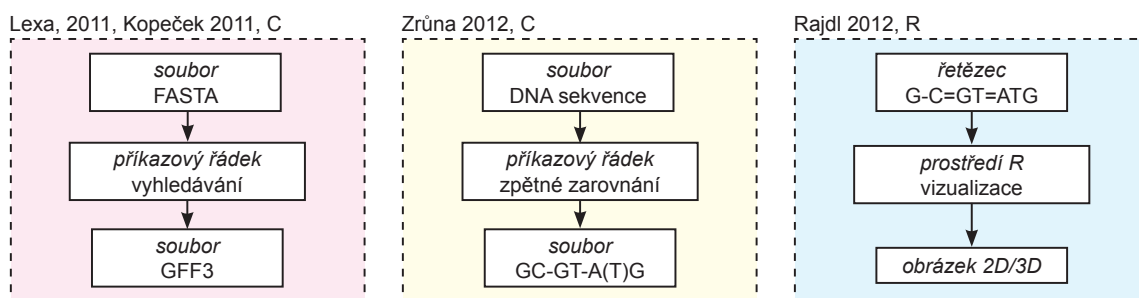 Lexa, 2011, Kopeček 2011, C
soubor
FASTA
příkazový řádek
vyhledávání
soubor
GFF3
Zrůna 2012, C
soubor
DNA sekvence
příkazový řádek
zpětné zarovnání
soubor
GC-GT-A(T)G
Rajdl 2012, R
řetězec
G-C=GT=ATG
prostředí R
vizualizace
obrázek 2D/3D